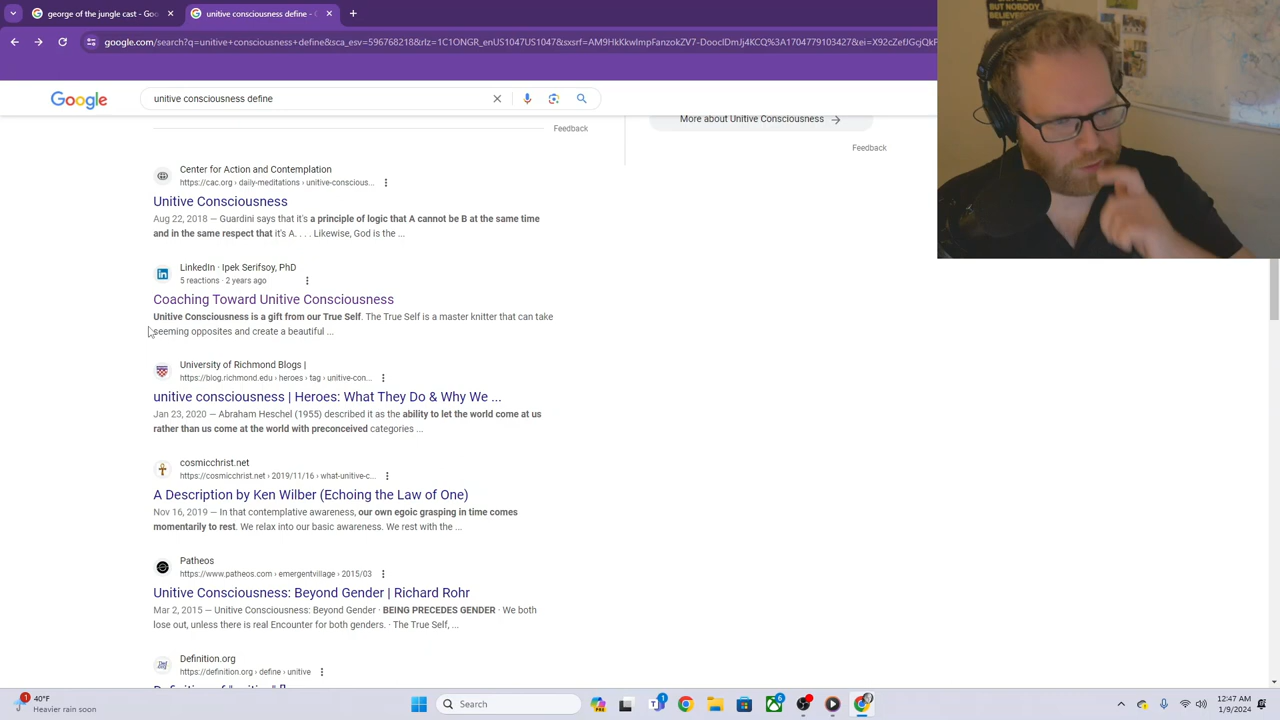 george of the jungle cast - Go
unitive consciousness define -
google.com/search?q=unitive+consciousness+define&sca_esv=596768218&rlz=1C1ONGR_enUS1047US1047&sxsrf=
BUT NOBODY
Google
unitive consciousness define
Feedback
More about Unitive Consciousness
Feedback
Center for Action and Contemplation
https://cac.org › daily-meditations › unitive-conscious...
Unitive Consciousness
Aug 22, 2018 — Guardini says that it's a principle of logic that A cannot be B at the same time
and in the same respect that it's A. . . . Likewise, God is the ...
LinkedIn · Ipek Serifsoy, PhD
5 reactions · 2 years ago
Coaching Toward Unitive Consciousness
Unitive Consciousness is a gift from our True Self. The True Self is a master knitter that can take
seeming opposites and create a beautiful ...
University of Richmond Blogs |
https://blog.richmond.edu › heroes › tag › unitive-con...
unitive consciousness | Heroes: What They Do & Why We ...
Jan 23, 2020 — Abraham Heschel (1955) described it as the ability to let the world come at us
rather than us come at the world with preconceived categories ...
cosmicchrist.net
https://cosmicchrist.net › 2019/11/16 › what-unitive-c...
A Description by Ken Wilber (Echoing the Law of One)
Nov 16, 2019 — In that contemplative awareness, our own egoic grasping in time comes
momentarily to rest. We relax into our basic awareness. We rest with the ...
Patheos
https://www.patheos.com › emergentvillage › 2015/03
Unitive Consciousness: Beyond Gender | Richard Rohr
Mar 2, 2015 — Unitive Consciousness: Beyond Gender · BEING PRECEDES GENDER · We both
lose out, unless there is real Encounter for both genders. · The True Self, ...
Definition.org
https://definition.org › define › unitive
1
40°F
Heavier rain soon
Search
1
6
12:47 AM
1/9/2024